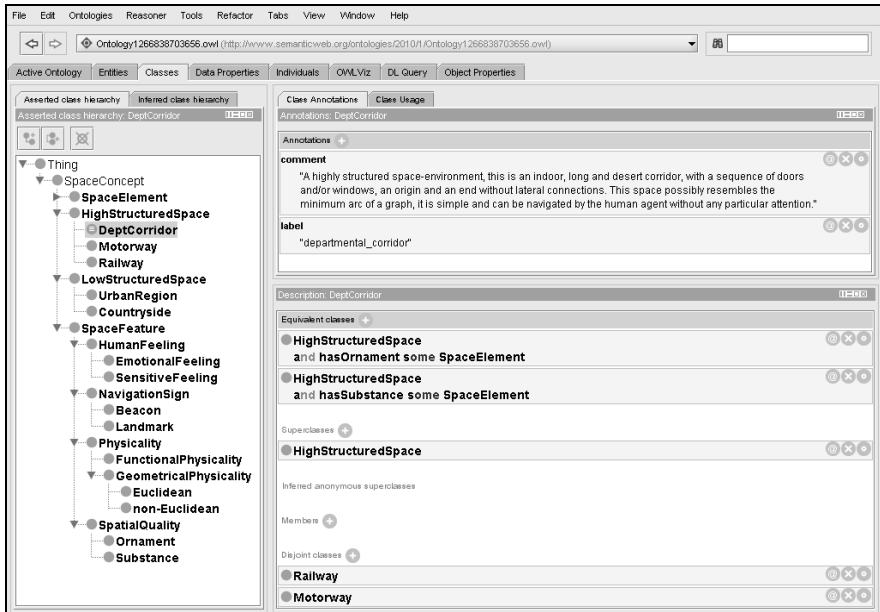 File Edit Ontologies Reasoner Tools Refactor Tabs View Window Help
Ontology1266838703656.owl (http://www.semanticweb.org/ontologies/2010/1/Ontology1266838703656.owl)
Active Ontology Entities Classes Data Properties Individuals OWLViz DL Query Object Properties
Asserted class hierarchy Inferred class hierarchy
Asserted class hierarchy: DeptCorridor
Thing
SpaceConcept
SpaceElement
HighStructuredSpace
DeptCorridor
Motorway
Railway
LowStructuredSpace
UrbanRegion
Countryside
SpaceFeature
HumanFeeling
EmotionalFeeling
SensitiveFeeling
NavigationSign
Beacon
Landmark
Physicality
FunctionalPhysicality
GeometricalPhysicality
Euclidean
non-Euclidean
SpatialQuality
Ornament
Substance
Class Annotations Class Usage
Annotations: DeptCorridor
Annotations
comment
"A highly structured space-environment, this is an indoor, long and desert corridor, with a sequence of doors
and/or windows, an origin and an end without lateral connections. This space possibly resembles the
minimum arc of a graph, it is simple and can be navigated by the human agent without any particular attention."
label
"departmental_corridor"
Description: DeptCorridor
Equivalent classes
HighStructuredSpace
and hasOrnament some SpaceElement
HighStructuredSpace
and hasSubstance some SpaceElement
Superclasses
HighStructuredSpace
Inferred anonymous superclasses
Members
Disjoint classes
Railway
Motorway